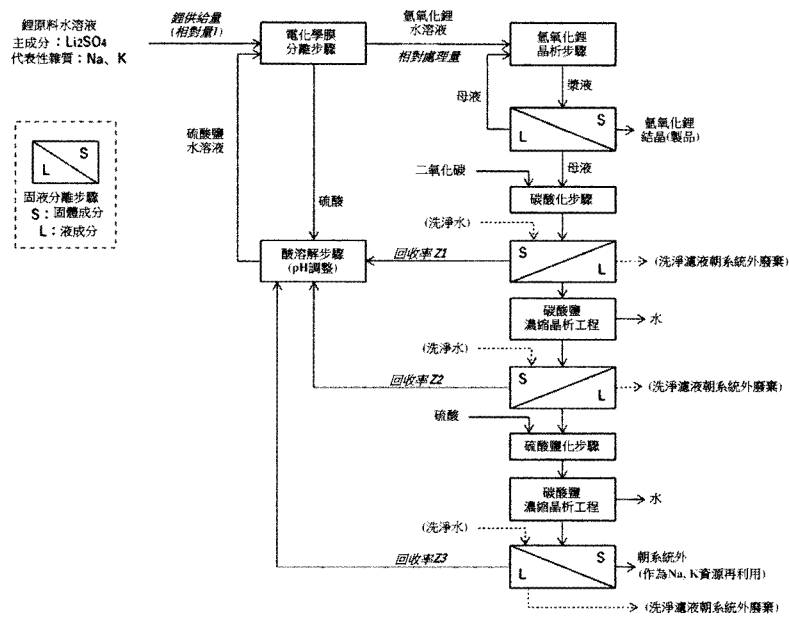 鋰原料水溶液
主成分：Li2SO4
代表性雜質：Na、K
鋰供給量
(相對量1)
電化學膜
分離步驟
氫氧化鋰
水溶液
相對處理量
氫氧化鋰
晶析步驟
母液
漿液
S
L
氫氧化鋰
結晶(製品)
硫酸鹽
水溶液
硫酸
母液
二氧化碳
碳酸化步驟
S
L
固液分離步驟
S：固體成分
L：液成分
(洗淨水)
酸溶解步驟
(pH調整)
回收率Z1
S
L
(洗淨濾液朝系統外廢棄)
碳酸鹽
濃縮晶析工程
水
(洗淨水)
回收率Z2
S
L
(洗淨濾液朝系統外廢棄)
硫酸
硫酸鹽化步驟
碳酸鹽
濃縮晶析工程
水
(洗淨水)
回收率Z3
S
L
朝系統外
(作為Na, K資源再利用)
(洗淨濾液朝系統外廢棄)